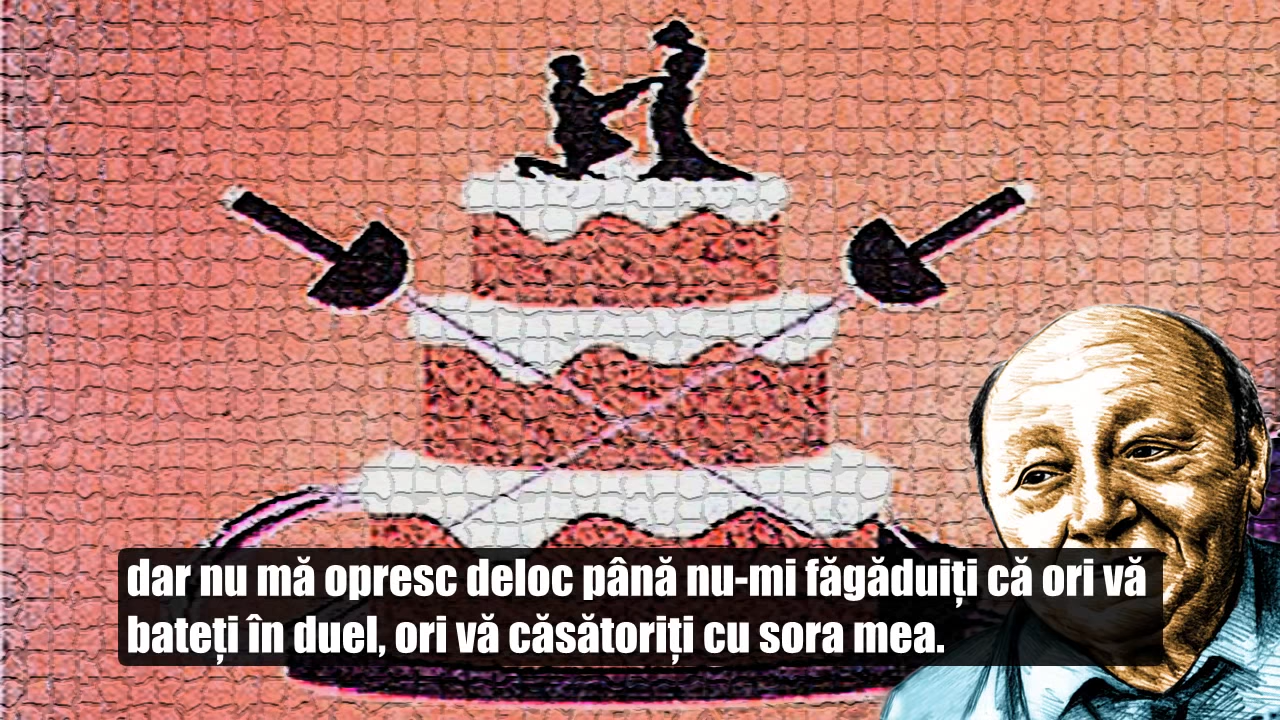 dar nu mă opresc deloc până nu-mi făgăduiți că ori vă
bateți în duel, ori vă căsătoriți cu sora mea.